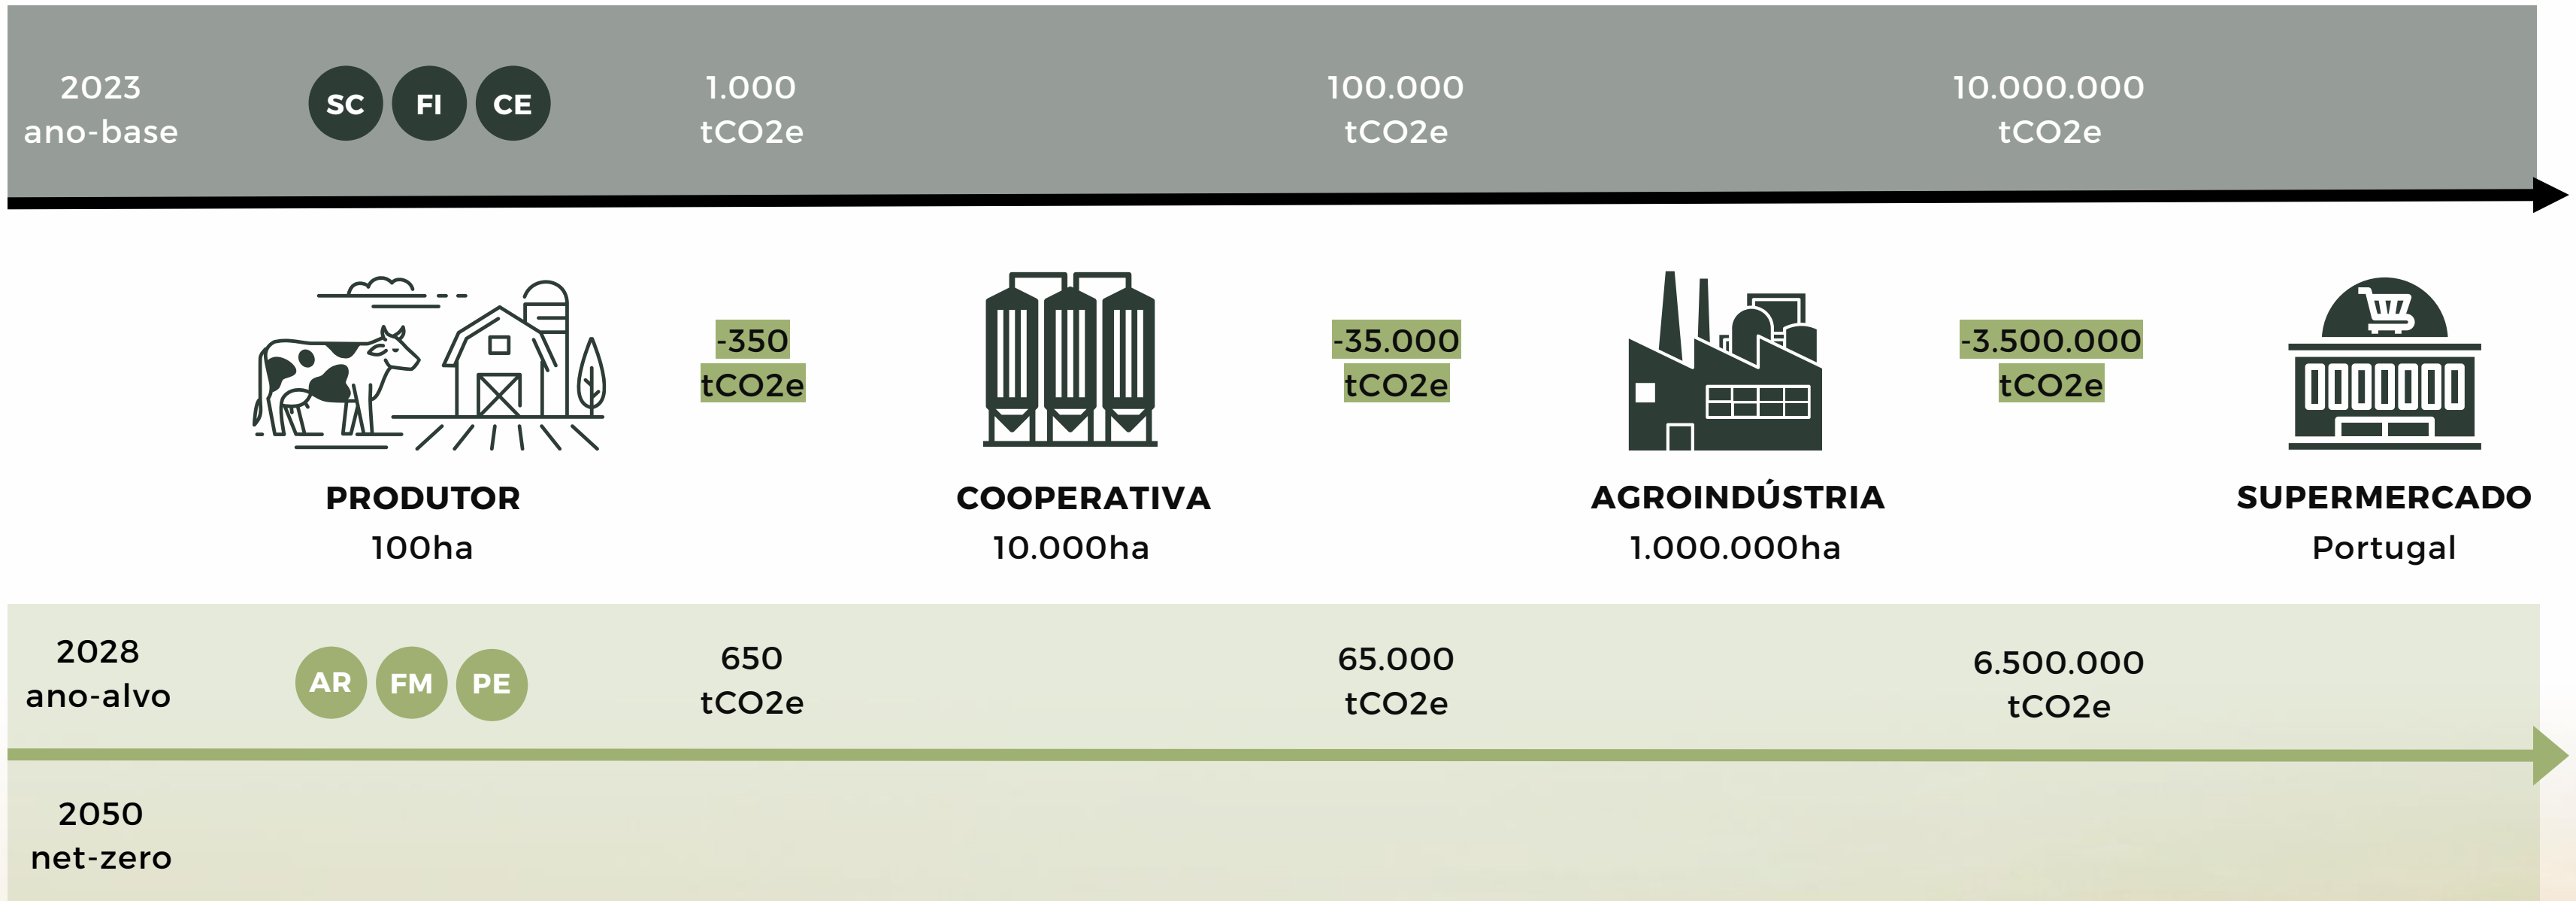 2023
ano-base
SC FI CE
1.000
tCO2e
100.000
tCO2e
10.000.000
tCO2e
-350
tCO2e
-35.000
tCO2e
-3.500.000
tCO2e
PRODUTOR
100ha
COOPERATIVA
10.000ha
AGROINDÚSTRIA
1.000.000ha
SUPERMERCADO
Portugal
2028
ano-alvo
AR FM PE
650
tCO2e
65.000
tCO2e
6.500.000
tCO2e
2050
net-zero